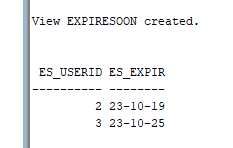 View EXPIRESOON created.
ES_USERID ES_EXPIR
---------- --------
2 23-10-19
3 23-10-25